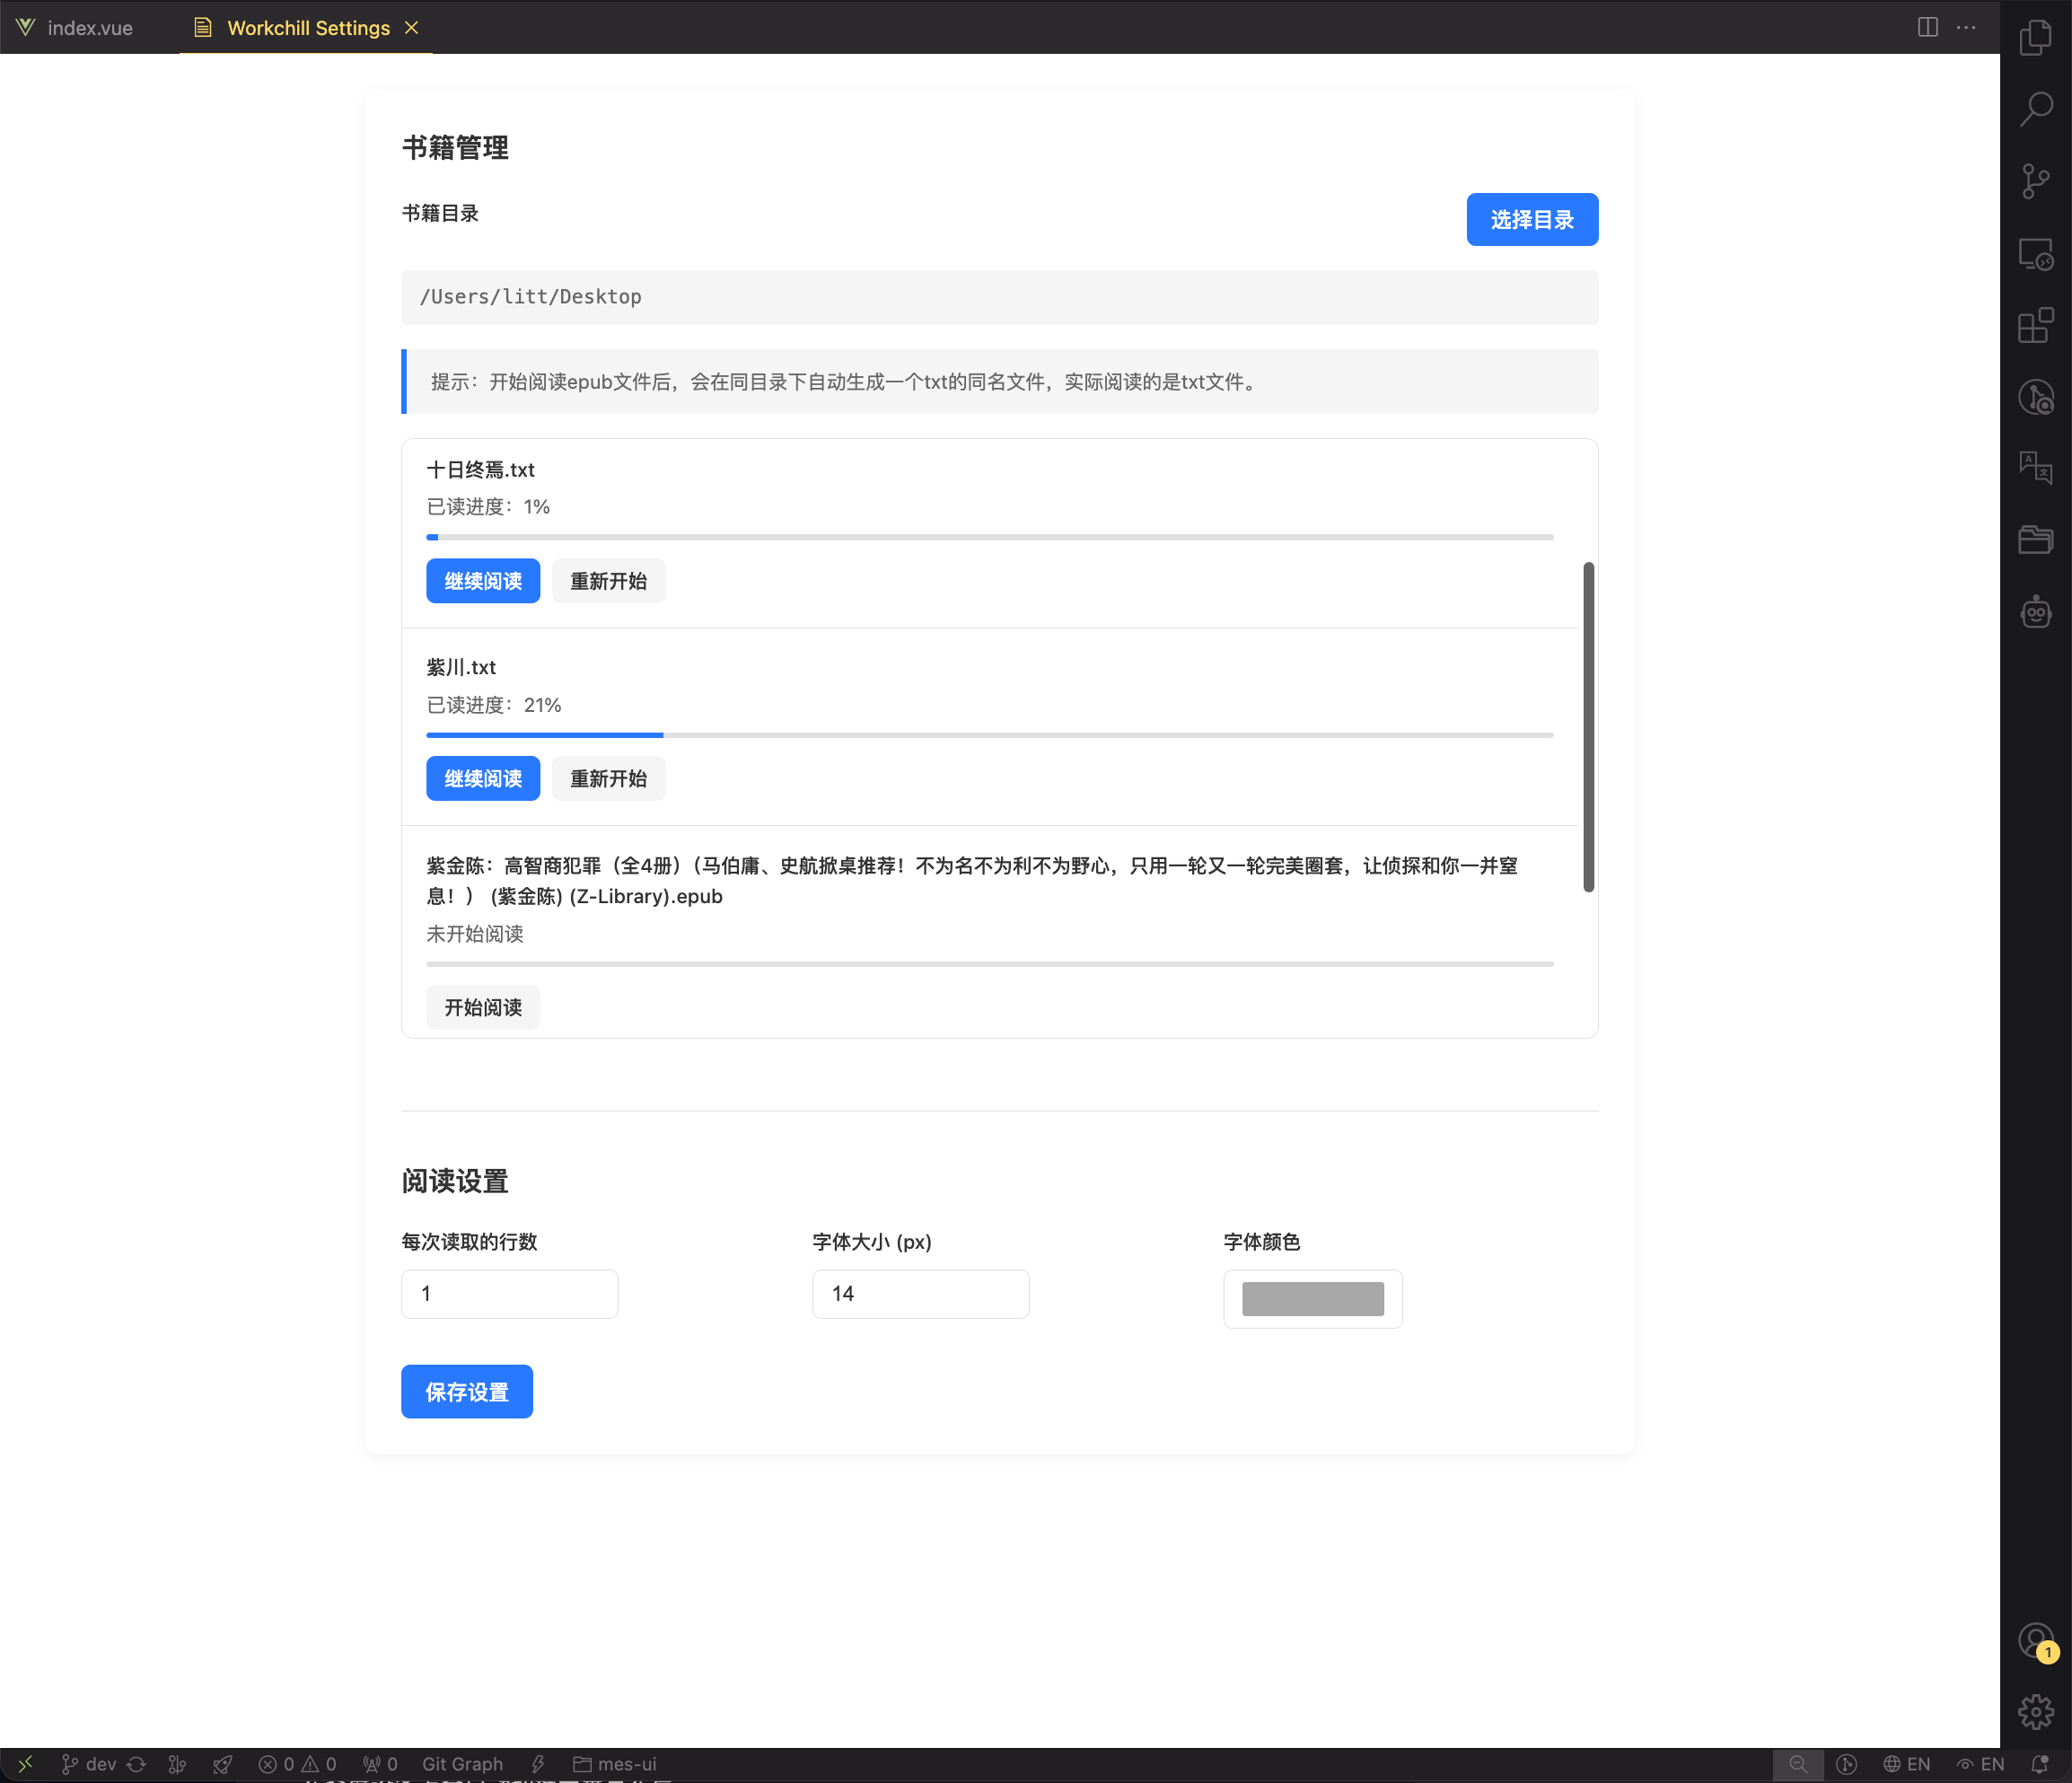 index.vue
Workchill Settings
书籍管理
书籍目录
选择目录
/Users/litt/Desktop
提示：开始阅读epub文件后，会在同目录下自动生成一个txt的同名文件，实际阅读的是txt文件。
十日终焉.txt
已读进度：1%
继续阅读
重新开始
紫川.txt
已读进度：21%
继续阅读
重新开始
紫金陈：高智商犯罪（全4册）（马伯庸、史航掀桌推荐！不为名不为利不为野心，只用一轮又一轮完美圈套，让侦探和你一并窒
息！） (紫金陈) (Z-Library).epub
未开始阅读
开始阅读
阅读设置
每次读取的行数
字体大小 (px)
字体颜色
1
14
保存设置
1
dev
0
0
0
Git Graph
mes-ui
EN
EN